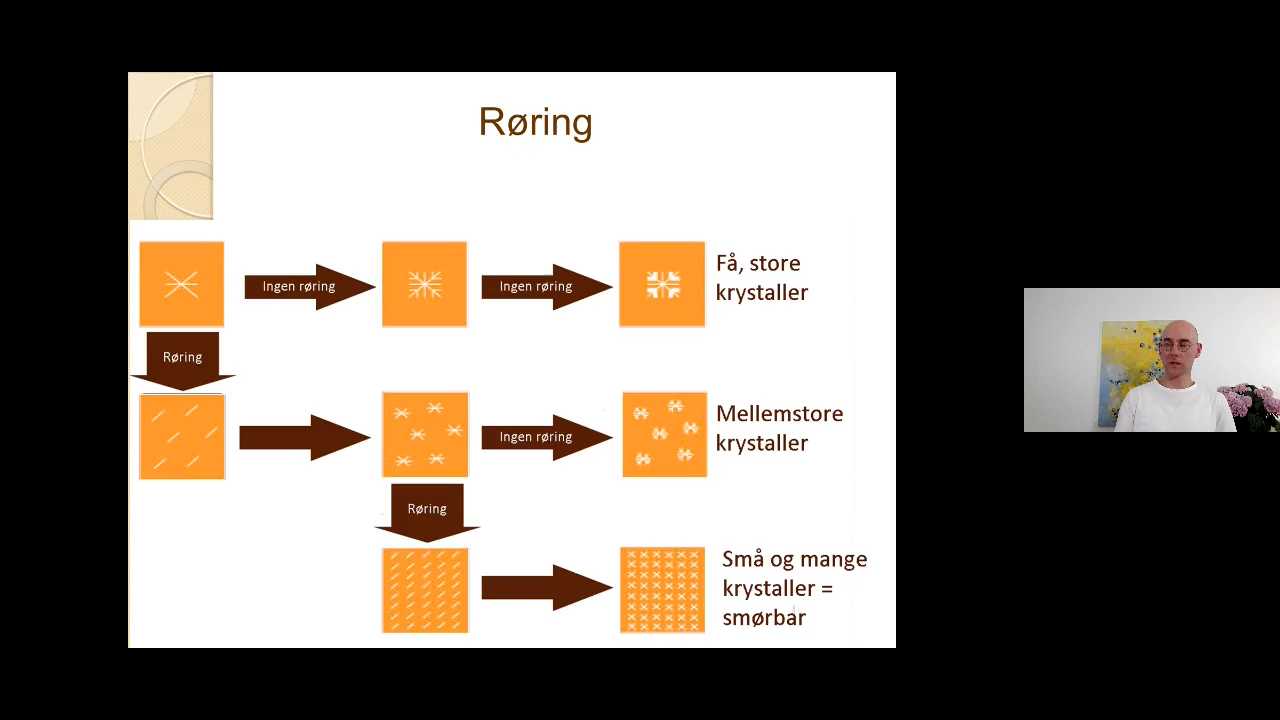 Røring
Ingen røring
Ingen røring
Få, store
krystaller
Røring
Ingen røring
Mellemstore
krystaller
Røring
Små og mange
krystaller =
smørbar